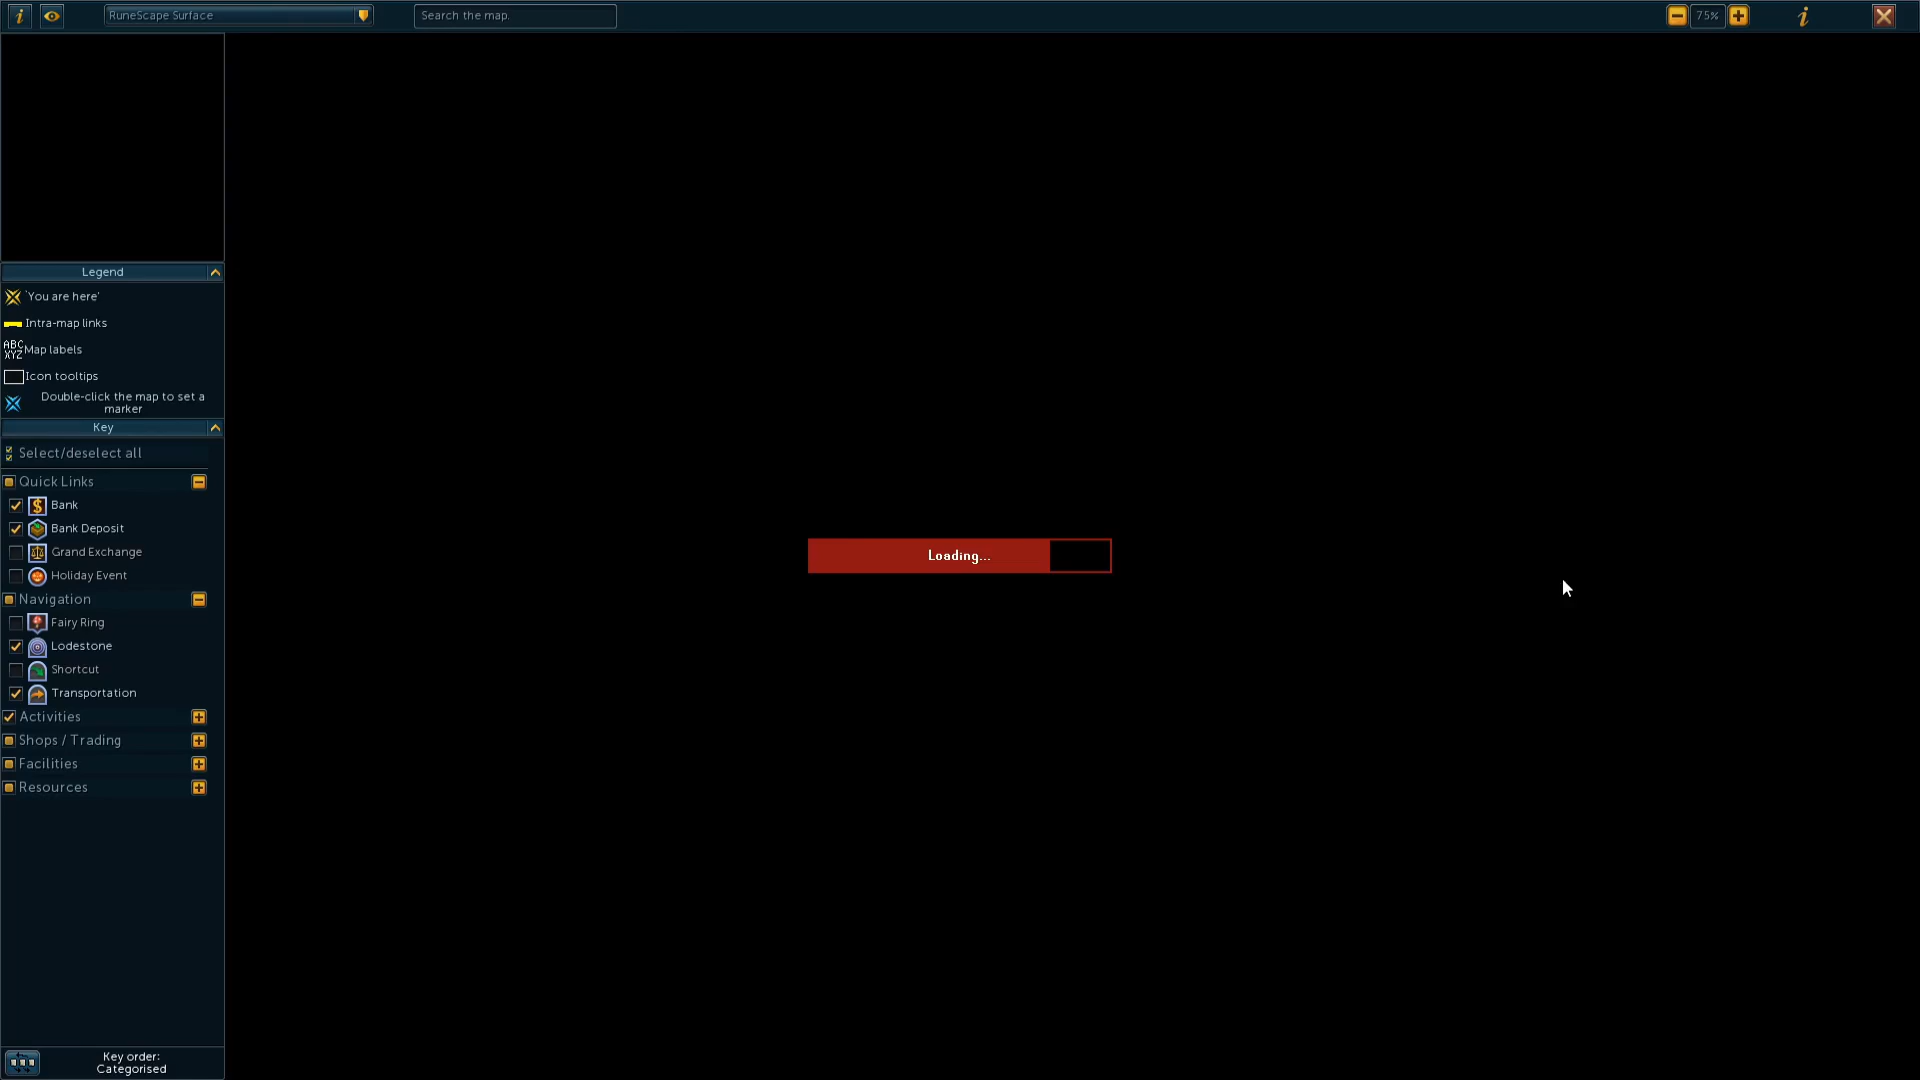 RuneScape Surface
Search the map.
75%
Legend
'You are here'
Intra-map links
ABC
XYZ
Map labels
Icon tooltips
Double-click the map to set a
marker
Key
Select/deselect all
Quick Links
Bank
Bank Deposit
Grand Exchange
Holiday Event
Navigation
Fairy Ring
Lodestone
Shortcut
Transportation
Activities
Shops / Trading
Facilities
Resources
Loading...
Key order:
Categorised